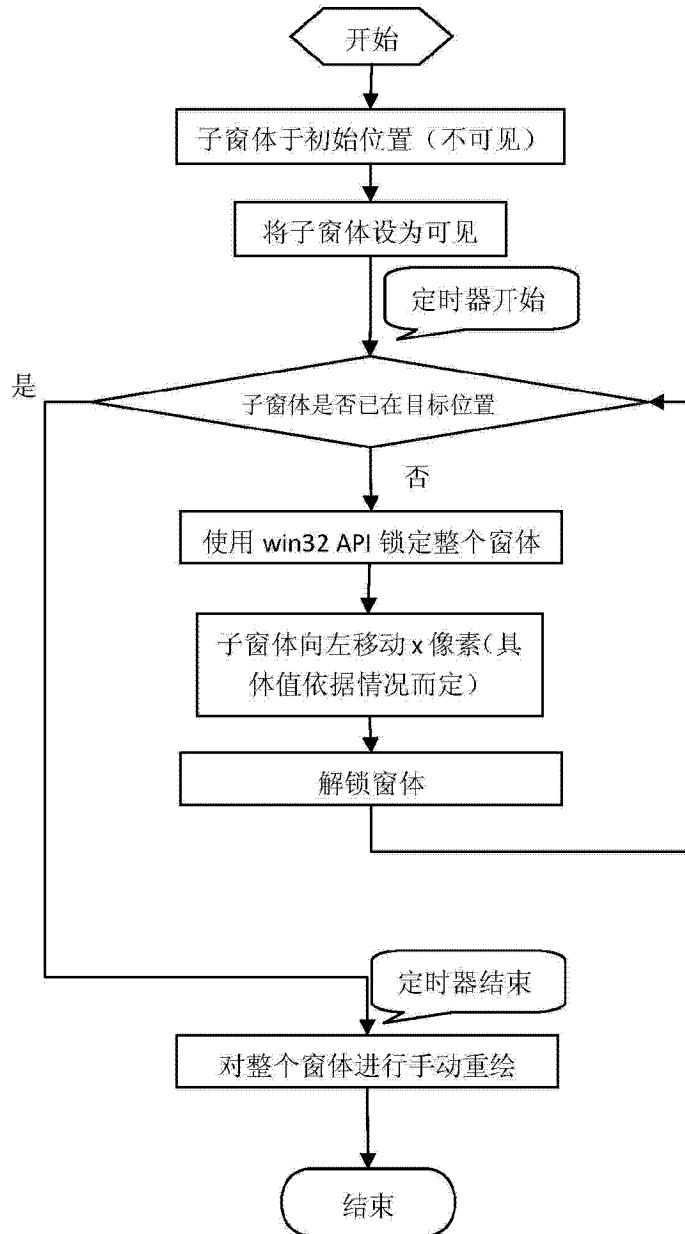 开始
子窗体于初始位置（不可见）
将子窗体设为可见
定时器开始
是
子窗体是否已在目标位置
否
使用 win32 API 锁定整个窗体
子窗体向左移动 x 像素（具
体值依据情况而定）
解锁窗体
定时器结束
对整个窗体进行手动重绘
结束